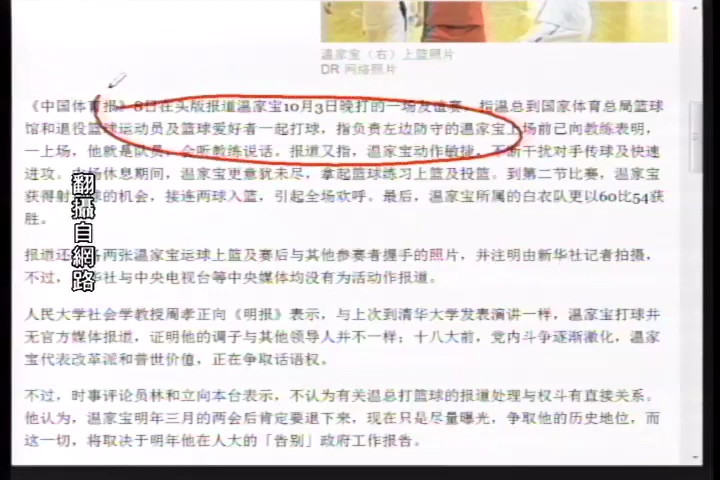 温家宝（右）上篮照片
DR 网络照片
《中国体育报》8日在头版报道温家宝10月3日晚打的一场友谊赛，指温总到国家体育总局篮球
馆和退役篮球运动员及篮球爱好者一起打球，指负责左边防守的温家宝上场前已向教练表明，
一上场，他就是队员，会听教练说话。报道又指，温家宝动作敏捷，不断干扰对手传球及快速
进攻。场休息期间，温家宝更意犹未尽，拿起篮球练习上篮及投篮。到第二节比赛，温家宝
获得射球的机会，接连两球入篮，引起全场欢呼。最后，温家宝所属的白衣队更以60比54获
胜。
报道还两张温家宝运球上篮及赛后与其他参赛者握手的照片，并注明由新华社记者拍摄，
不过，华社与中央电视台等中央媒体均没有为活动作报道。
人民大学社会学教授周孝正向《明报》表示，与上次到清华大学发表演讲一样，温家宝打球并
无官方媒体报道，证明他的调子与其他领导人并不一样；十八大前，党内斗争逐渐激化，温家
宝代表改革派和普世价值，正在争取话语权。
不过，时事评论员林和立向本台表示，不认为有关温总打篮球的报道处理与权斗有直接关系。
他认为，温家宝明年三月的两会后肯定要退下来，现在只是尽量曝光，争取他的历史地位，而
这一切，将取决于明年他在人大的「告别」政府工作报告。
翻攝自網路